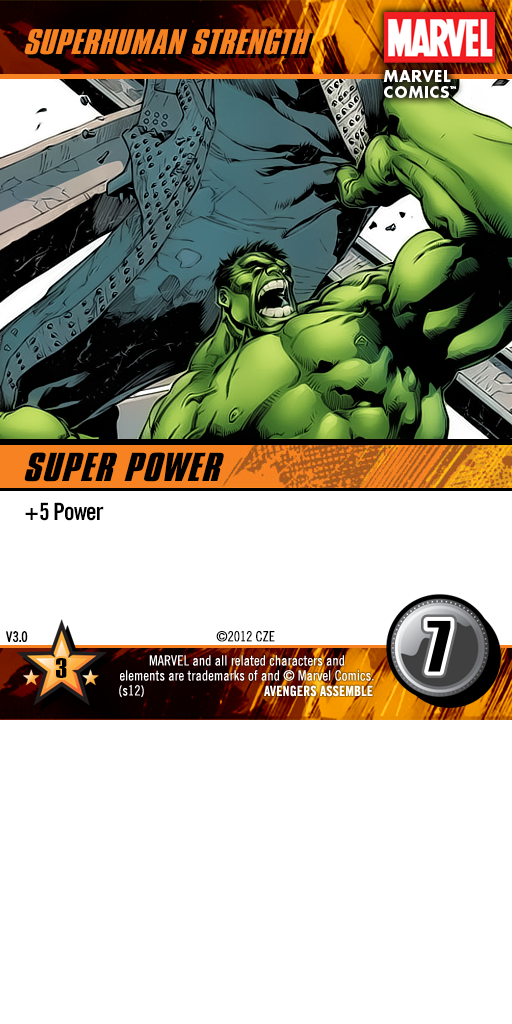 SUPERHUMAN STRENGTH
MARVEL
MARVEL
COMICS™
SUPER POWER
+5 Power
V3.0
©2012 CZE
7
3
MARVEL and all related characters and
elements are trademarks of and © Marvel Comics.
(s12) AVENGERS ASSEMBLE